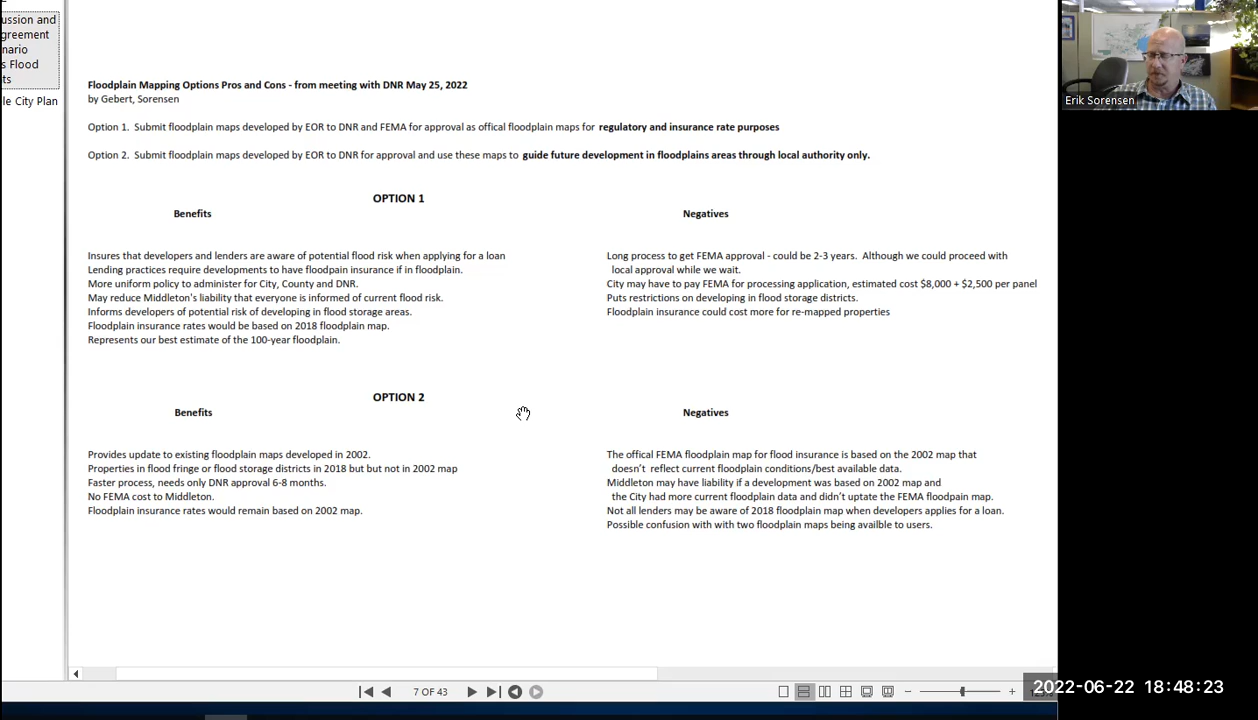 ussion and
greement
nario
s Flood
ts
le City Plan
Floodplain Mapping Options Pros and Cons - from meeting with DNR May 25, 2022
by Gebert, Sorensen
Option 1. Submit floodplain maps developed by EOR to DNR and FEMA for approval as offical floodplain maps for regulatory and insurance rate purposes
Option 2. Submit floodplain maps developed by EOR to DNR for approval and use these maps to guide future development in floodplains areas through local authority only.
OPTION 1
Benefits
Negatives
Insures that developers and lenders are aware of potential flood risk when applying for a loan
Lending practices require developments to have floodpain insurance if in floodplain.
More uniform policy to administer for City, County and DNR.
May reduce Middleton's liability that everyone is informed of current flood risk.
Informs developers of potential risk of developing in flood storage areas.
Floodplain insurance rates would be based on 2018 floodplain map.
Represents our best estimate of the 100-year floodplain.
Long process to get FEMA approval - could be 2-3 years. Although we could proceed with
local approval while we wait.
City may have to pay FEMA for processing application, estimated cost $8,000 + $2,500 per panel
Puts restrictions on developing in flood storage districts.
Floodplain insurance could cost more for re-mapped properties
OPTION 2
Benefits
Negatives
Provides update to existing floodplain maps developed in 2002.
Properties in flood fringe or flood storage districts in 2018 but but not in 2002 map
Faster process, needs only DNR approval 6-8 months.
No FEMA cost to Middleton.
Floodplain insurance rates would remain based on 2002 map.
The offical FEMA floodplain map for flood insurance is based on the 2002 map that
doesn't reflect current floodplain conditions/best available data.
Middleton may have liability if a development was based on 2002 map and
the City had more current floodplain data and didn't uptate the FEMA floodpain map.
Not all lenders may be aware of 2018 floodplain map when developers applies for a loan.
Possible confusion with with two floodplain maps being availble to users.
Erik Sorensen
7 OF 43
2022-06-22 18:48:23